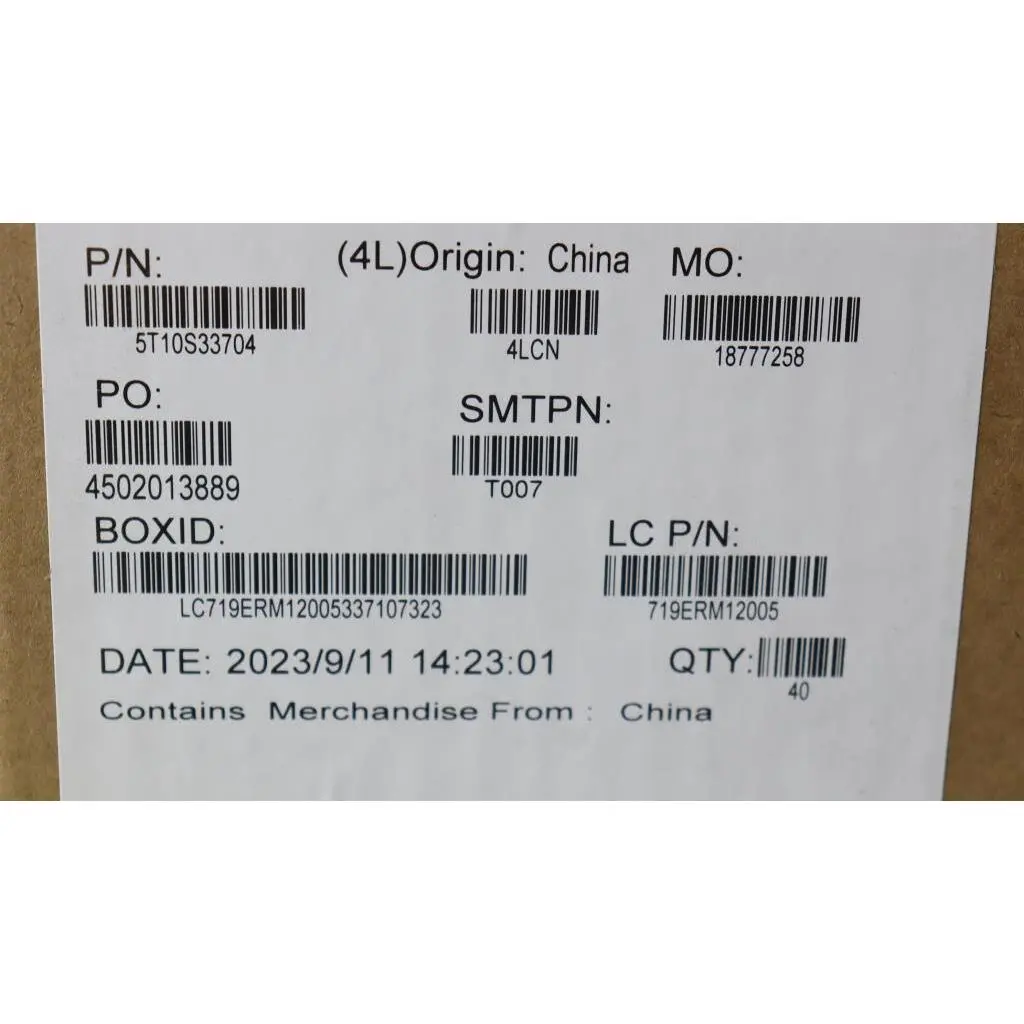 P/N: (4L)Origin: China MO:
5T10S33704 4LCN 18777258
PO: SMTPN:
4502013889 T007
BOXID: LC P/N:
LC719ERM12005337107323 719ERM12005
DATE: 2023/9/11 14:23:01 QTY:
40
Contains Merchandise From : China